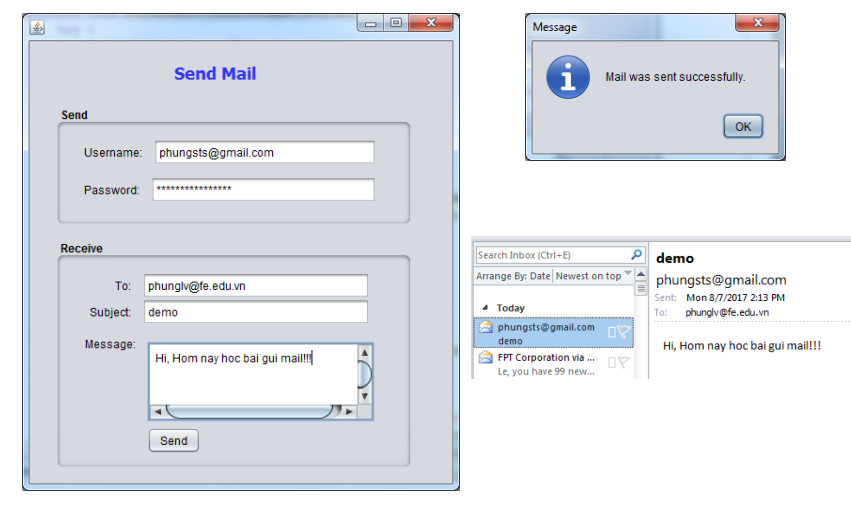 Send Mail
Send
Username: phungsts@gmail.com
Password: ****************
Receive
To: phunglv@fe.edu.vn
Subject: demo
Message: Hi, Hom nay hoc bai gui mail!!!
Send
Message
Mail was sent successfully.
OK
Search Inbox (Ctrl+E)
Arrange By: Date Newest on top
Today
phungsts@gmail.com
demo
FPT Corporation via ...
Le, you have 99 new...
demo
phungsts@gmail.com
Sent: Mon 8/7/2017 2:13 PM
To: phunglv@fe.edu.vn
Hi, Hom nay hoc bai gui mail!!!